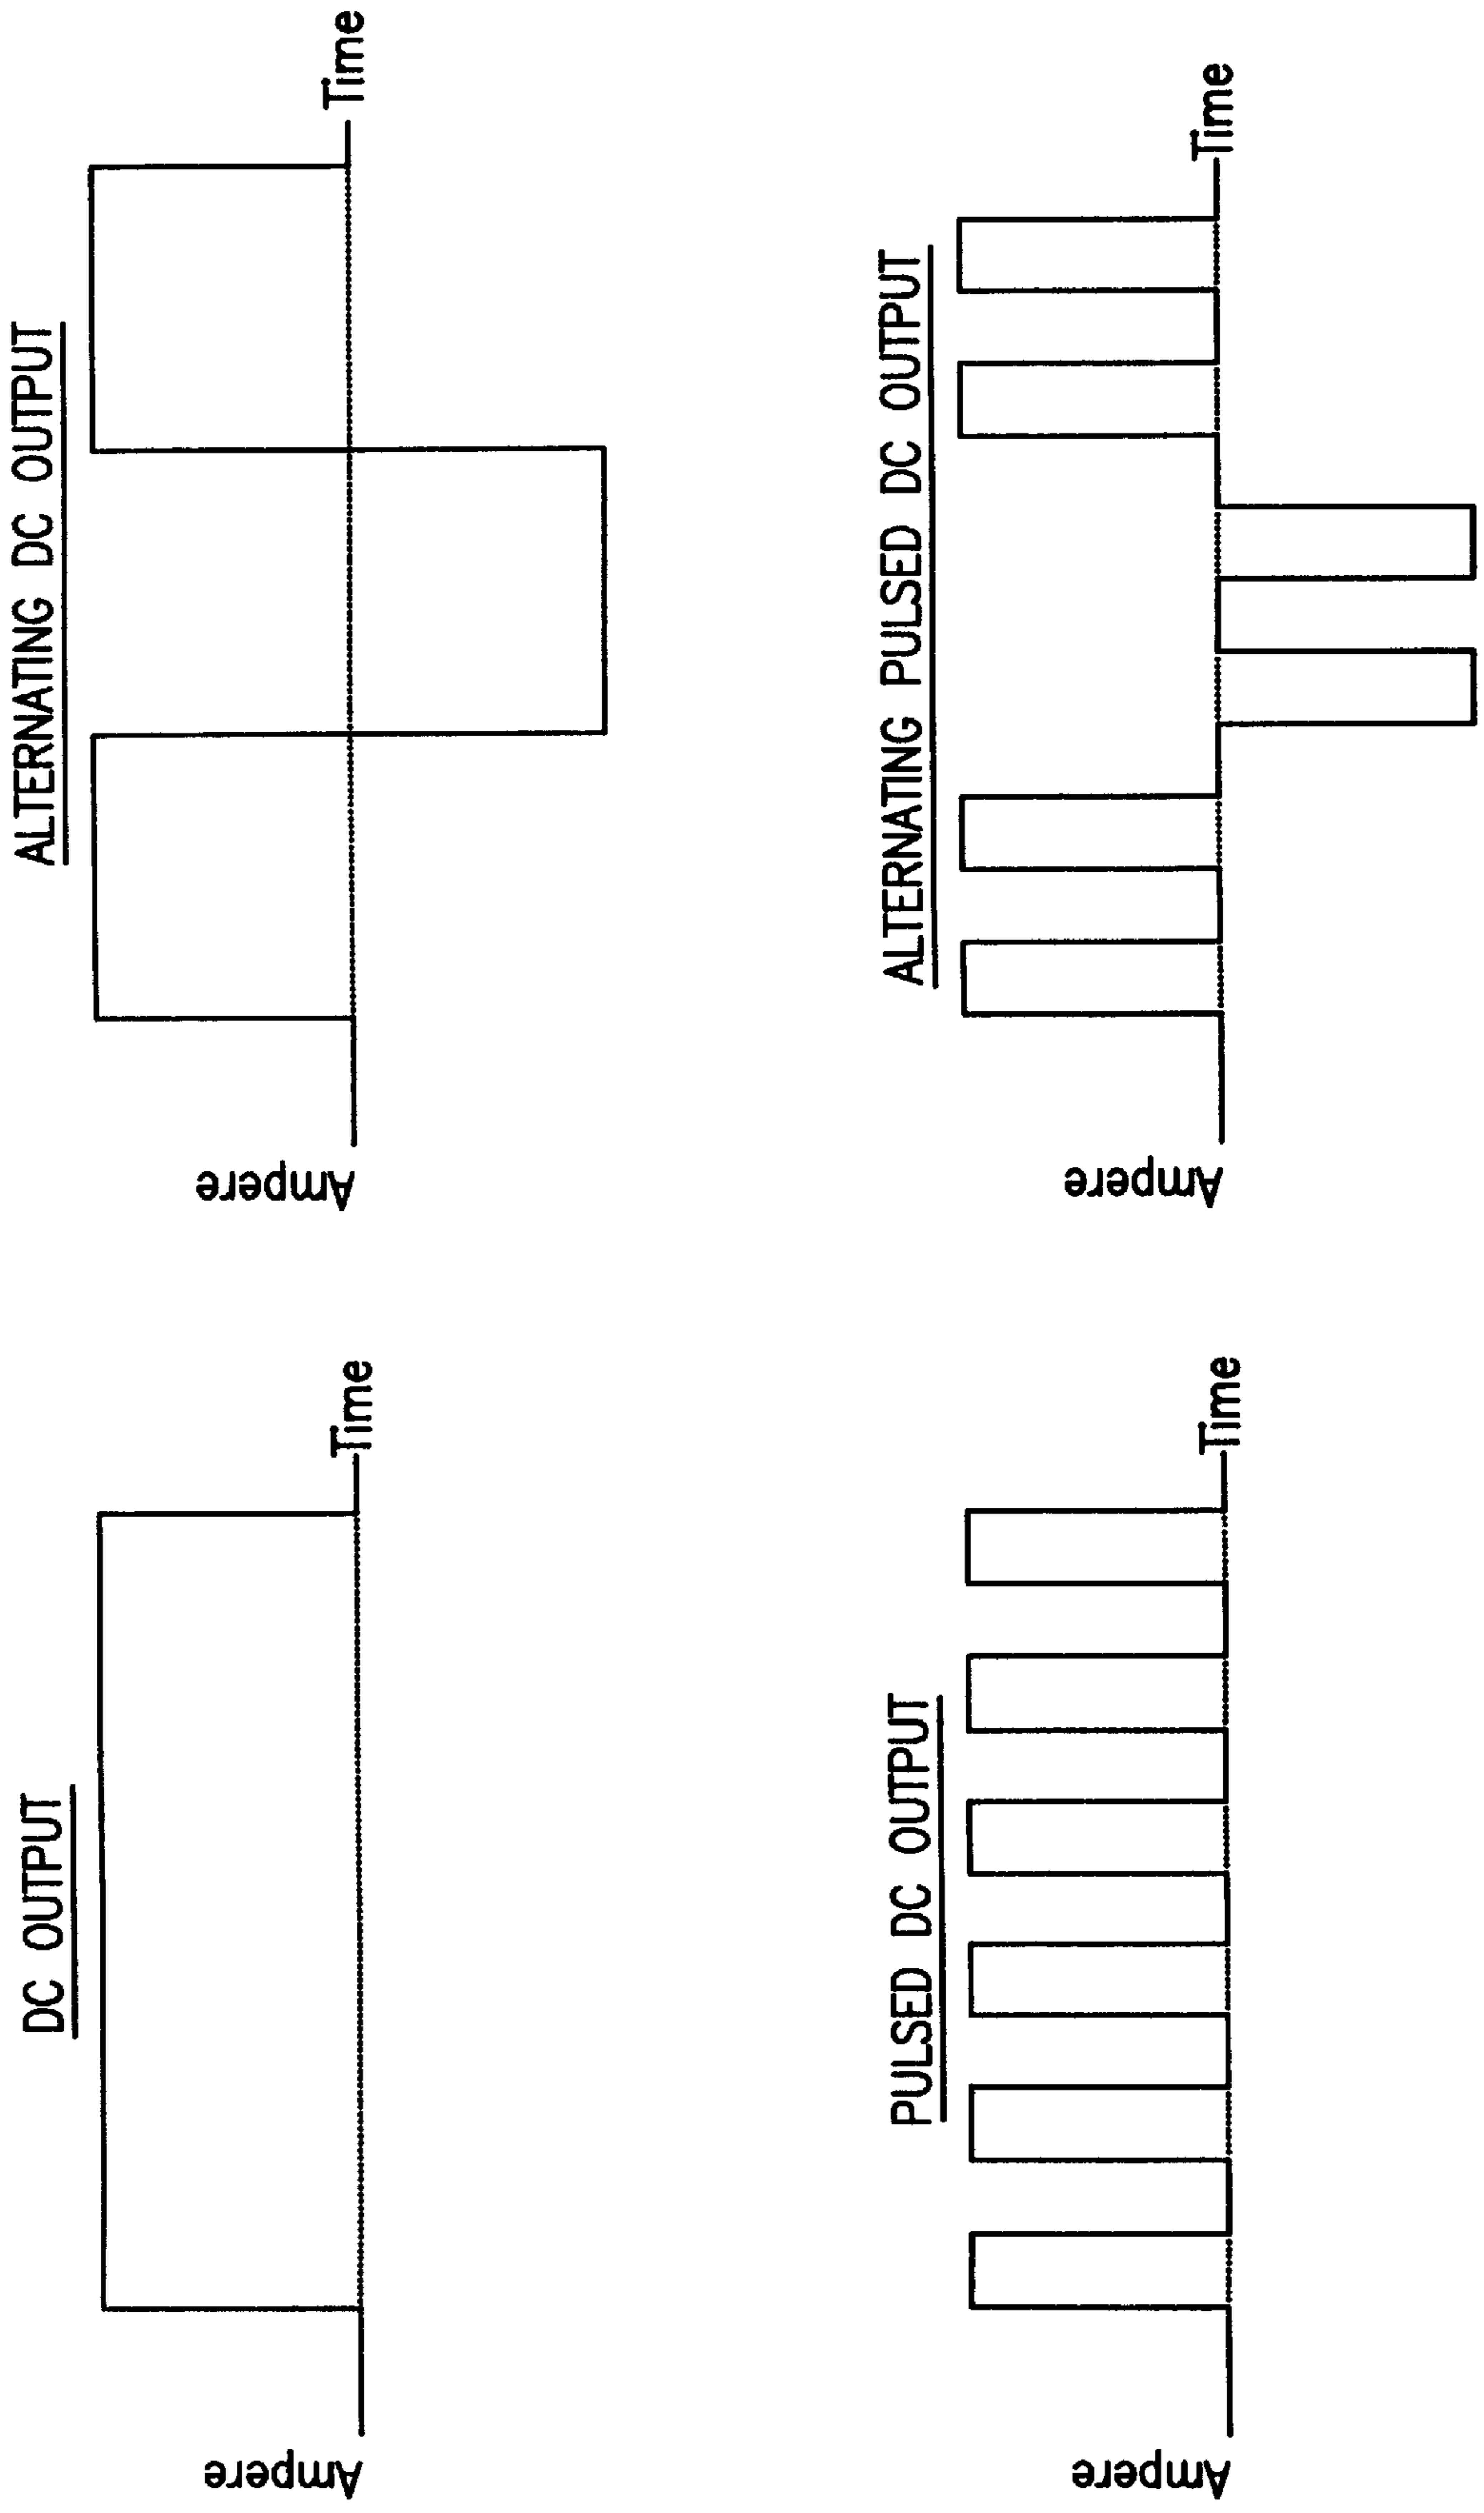 DC OUTPUT
Ampere
Time
ALTERNATING DC OUTPUT
Ampere
Time
PULSED DC OUTPUT
Ampere
Time
ALTERNATING PULSED DC OUTPUT
Ampere
Time